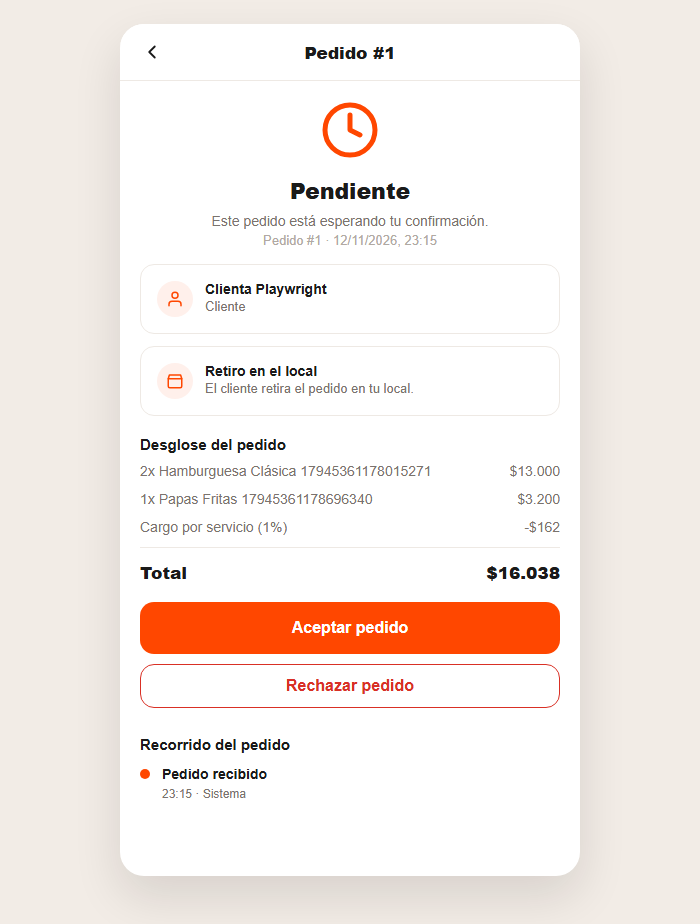 Pedido #1
Pendiente
Este pedido está esperando tu confirmación.
Pedido #1 · 12/11/2026, 23:15
Clienta Playwright
Cliente
Retiro en el local
El cliente retira el pedido en tu local.
Desglose del pedido
2x Hamburguesa Clásica 17945361178015271 $13.000
1x Papas Fritas 17945361178696340 $3.200
Cargo por servicio (1%) -$162
Total $16.038
Aceptar pedido
Rechazar pedido
Recorrido del pedido
Pedido recibido
23:15 · Sistema